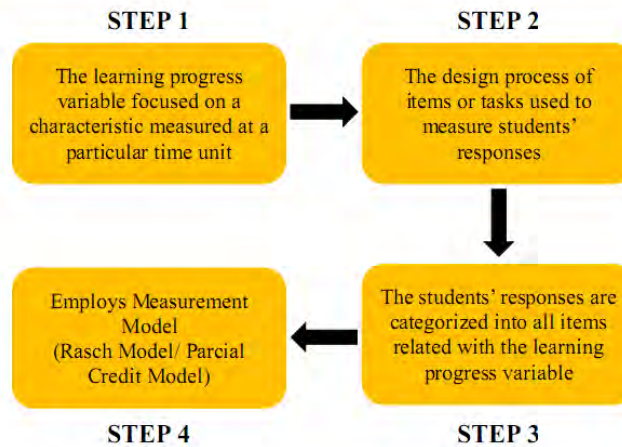 STEP 1
The learning progress
variable focused on a
characteristic measured at a
particular time unit
STEP 2
The design process of
items or tasks used to
measure students'
responses
The students' responses are
categorized into all items
related with the learning
progress variable
STEP 3
Employs Measurement
Model
(Rasch Model/ Parcial
Credit Model)
STEP 4